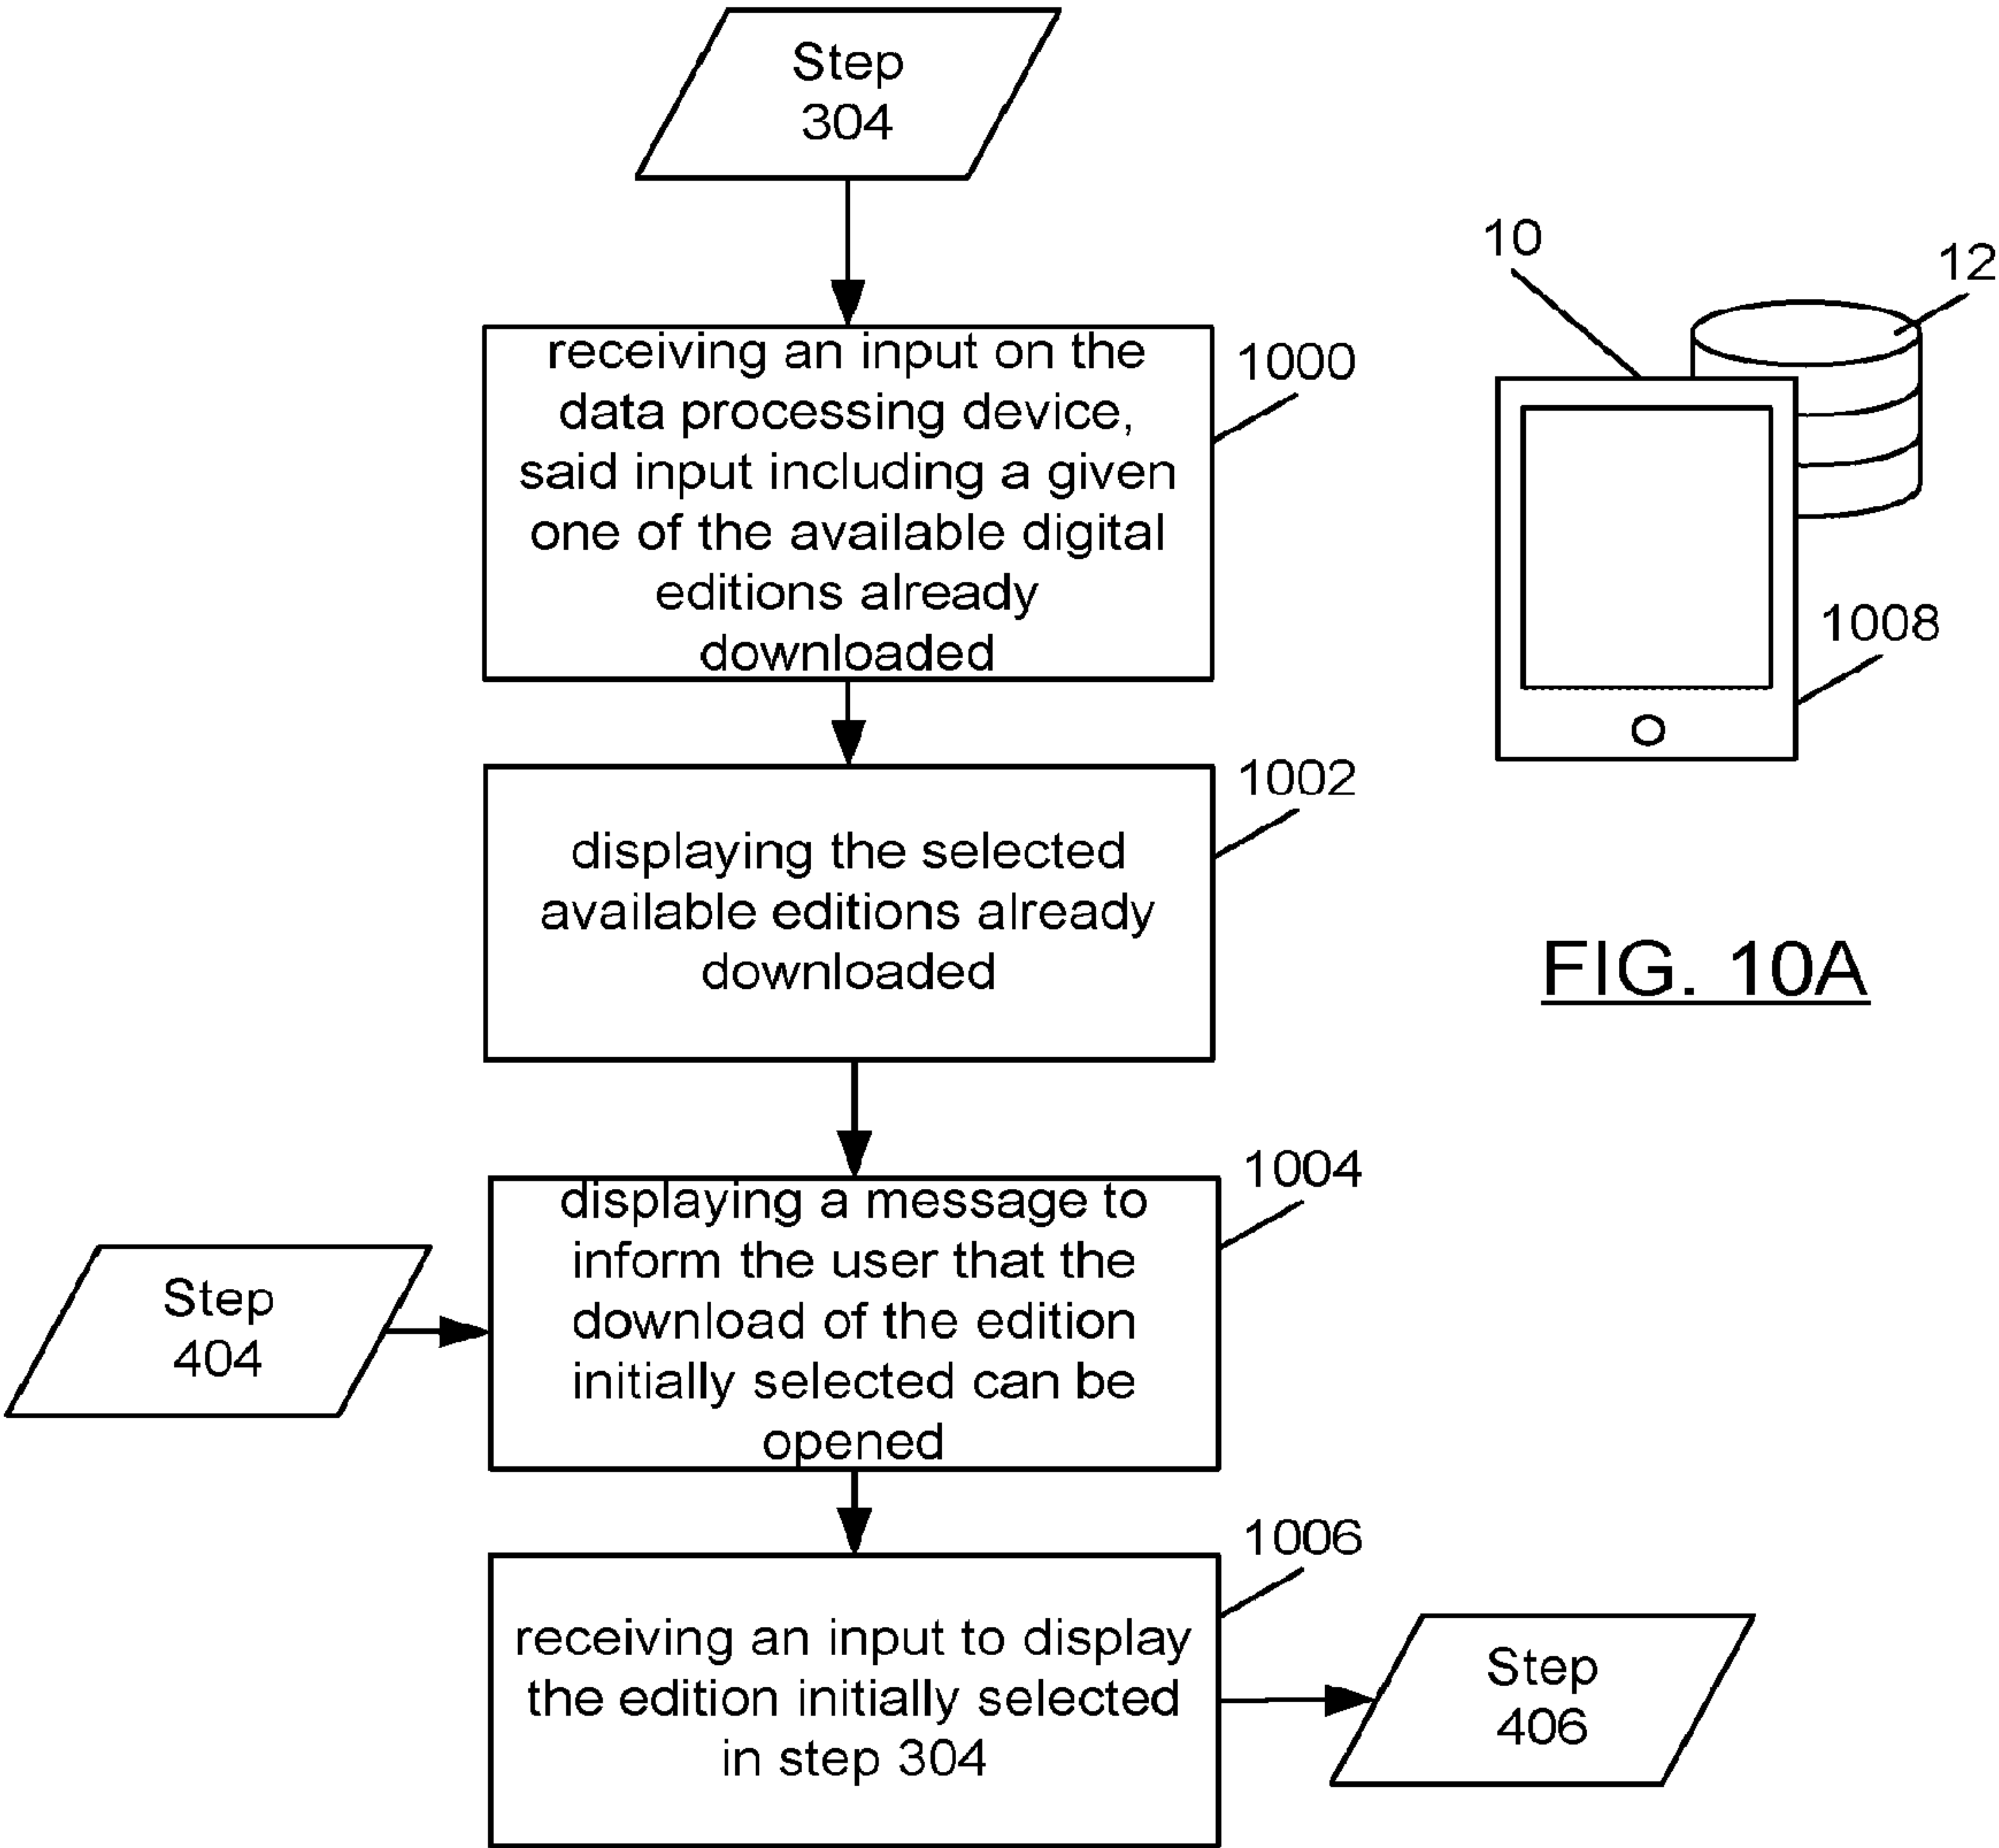 Step
304
receiving an input on the
data processing device,
said input including a given
one of the available digital
editions already
downloaded
1000
10
12
1008
displaying the selected
available editions already
downloaded
1002
FIG. 10A
displaying a message to
inform the user that the
download of the edition
initially selected can be
opened
1004
Step
404
receiving an input to display
the edition initially selected
in step 304
1006
Step
406